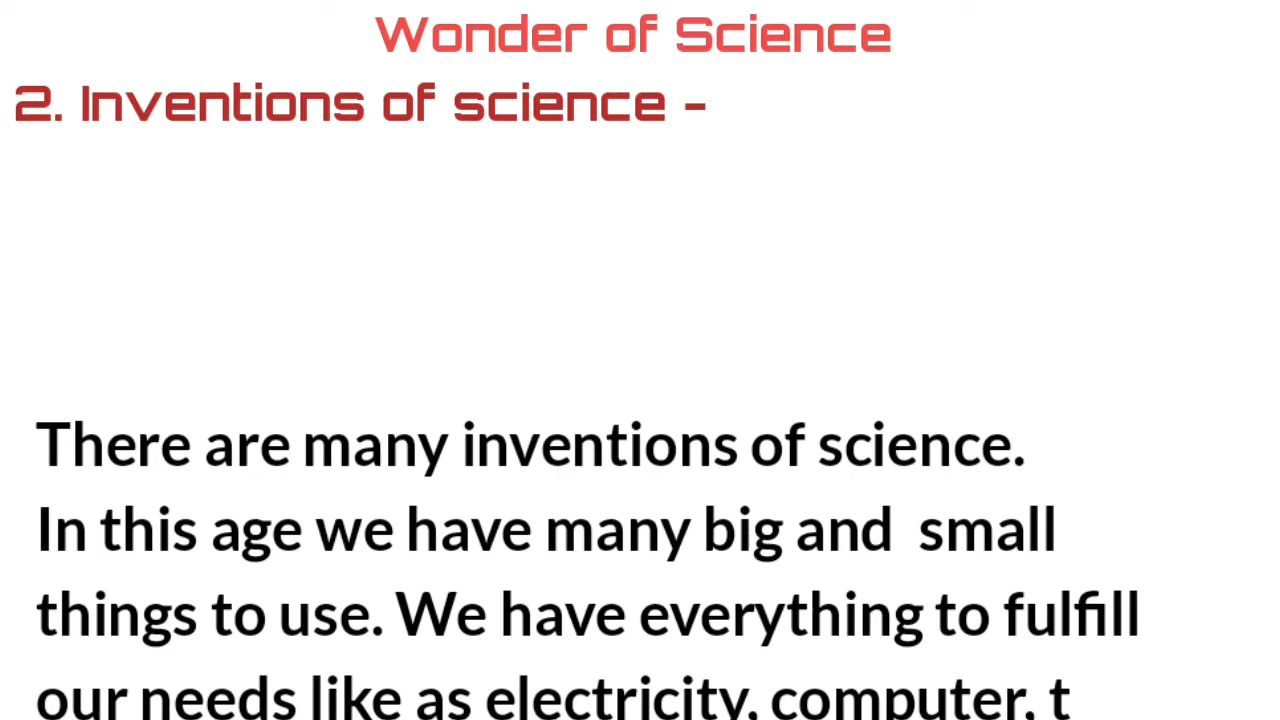 Wonder of Science
2. Inventions of science -
There are many inventions of science.
In this age we have many big and  small
things to use. We have everything to fulfill
our needs like as electricity, computer, t